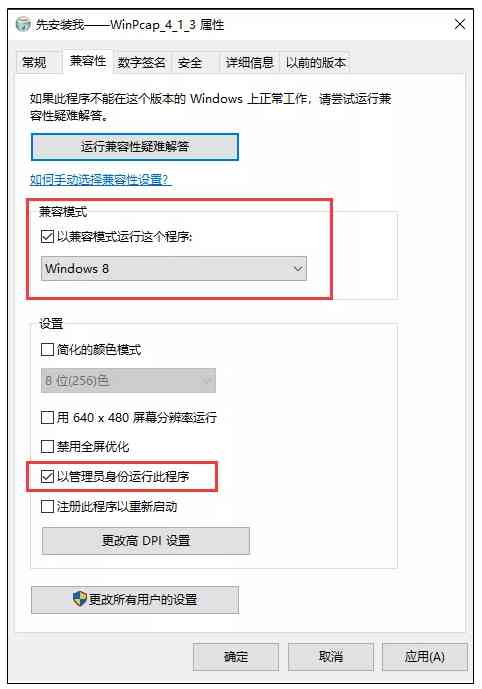 先安装我——WinPcap_4_1_3 属性
常规 兼容性 数字签名 安全 详细信息 以前的版本
如果此程序不能在这个版本的 Windows 上正常工作，请尝试运行兼
容性疑难解答。
运行兼容性疑难解答
如何手动选择兼容性设置?
兼容模式
以兼容模式运行这个程序:
Windows 8
设置
简化的颜色模式
8 位(256)色
用 640 x 480 屏幕分辨率运行
禁用全屏优化
以管理员身份运行此程序
注册此程序以重新启动
更改高 DPI 设置
更改所有用户的设置
确定 取消 应用(A)